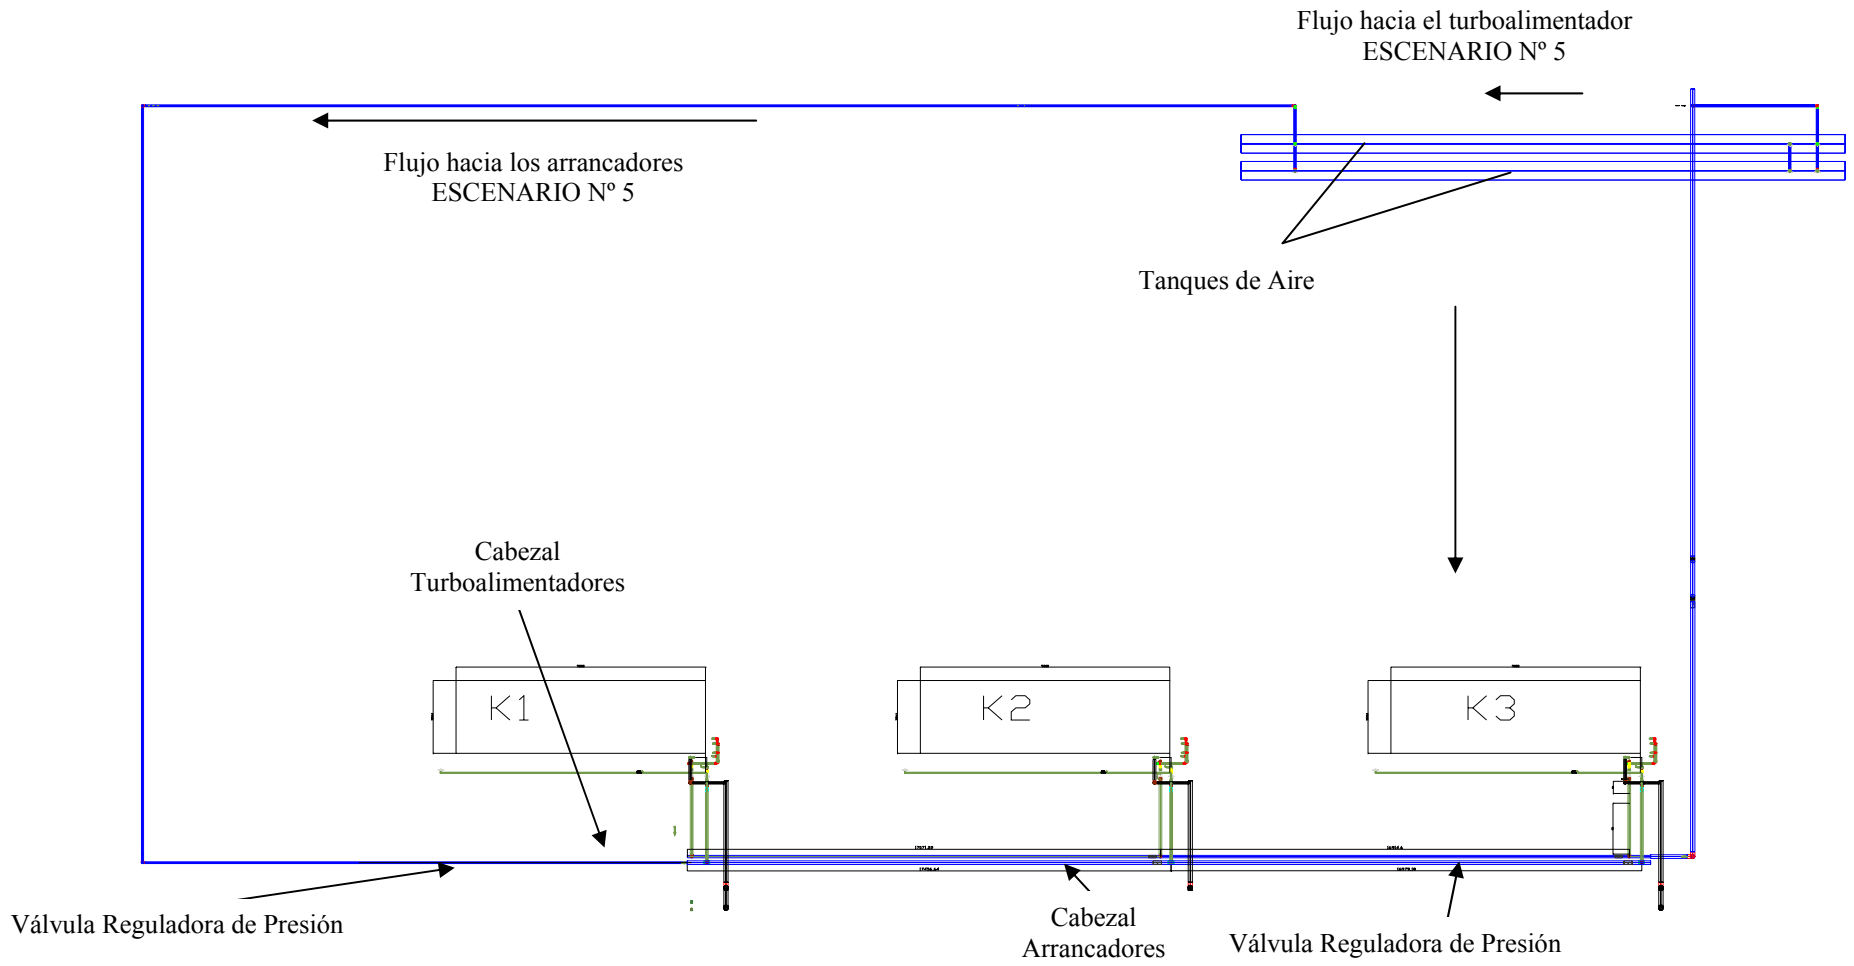 Flujo hacia el turboalimentador
ESCENARIO Nº 5
Flujo hacia los arrancadores
ESCENARIO Nº 5
Tanques de Aire
Cabezal
Turboalimentadores
K1
K2
K3
Válvula Reguladora de Presión
Cabezal
Arrancadores
Válvula Reguladora de Presión